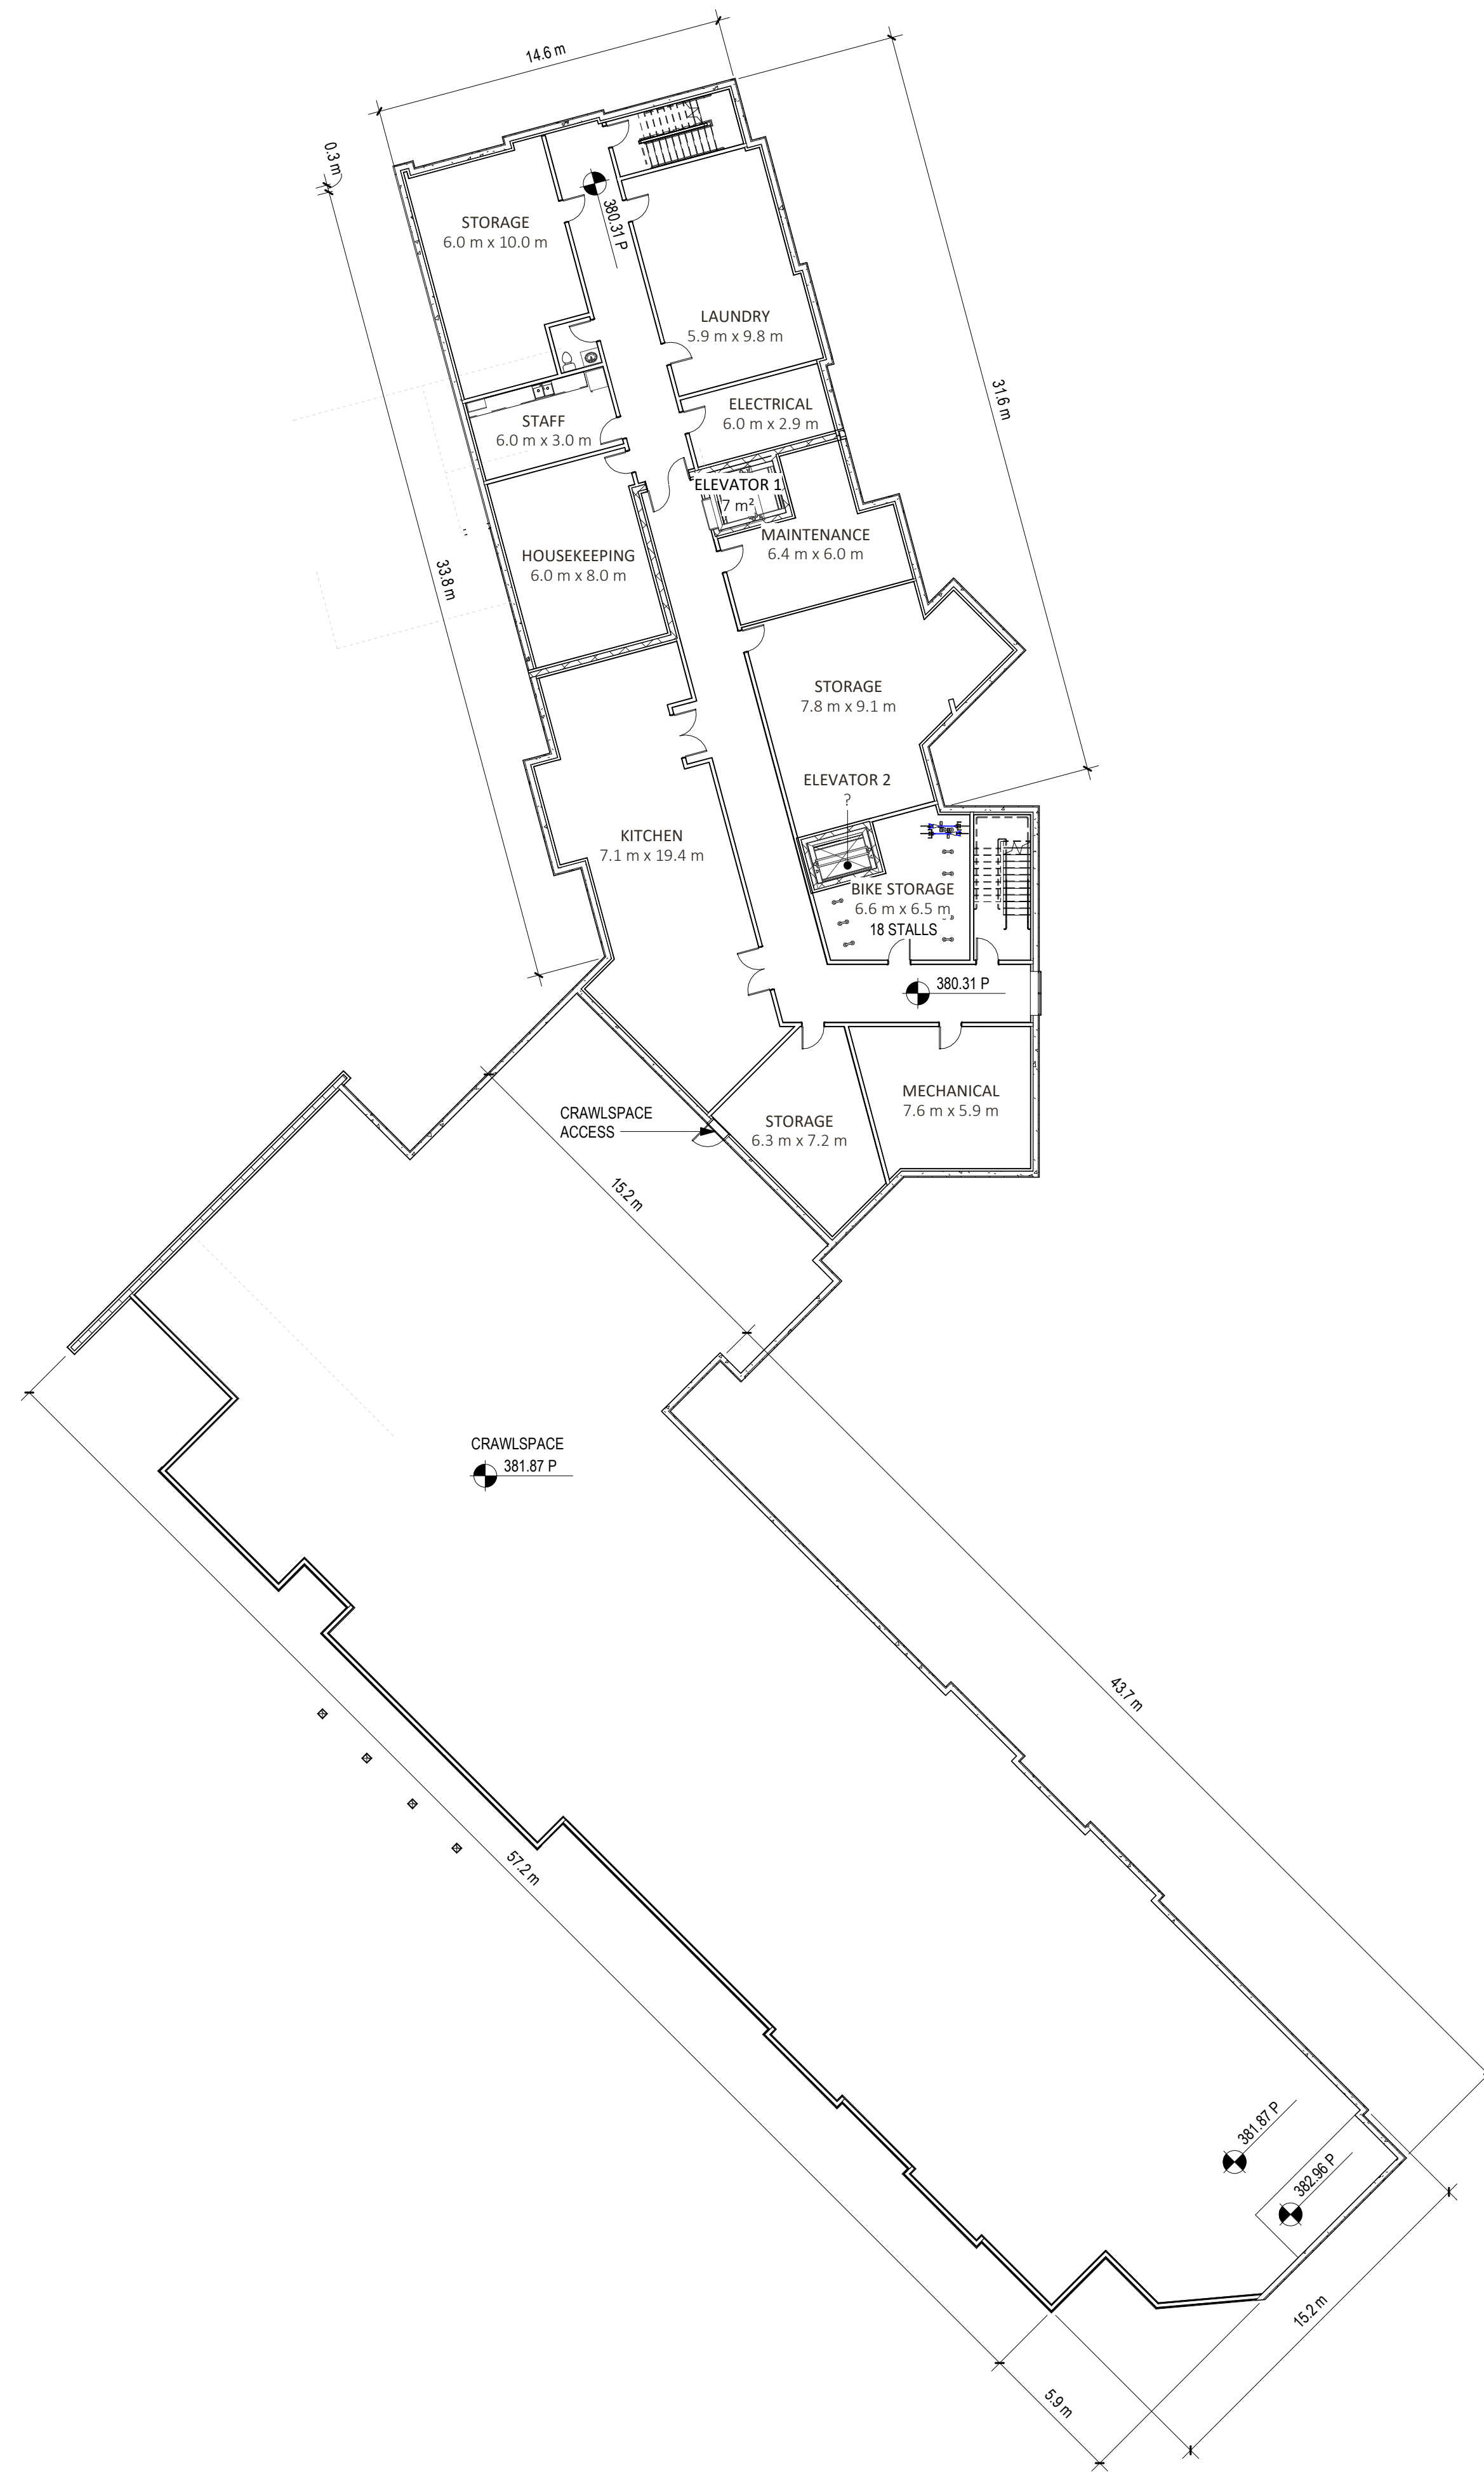 14.6 m
0.3 m
STORAGE
6.0 m x 10.0 m
380.31 P
LAUNDRY
5.9 m x 9.8 m
31.6 m
ELECTRICAL
6.0 m x 2.9 m
STAFF
6.0 m x 3.0 m
ELEVATOR 1
7 m²
MAINTENANCE
6.4 m x 6.0 m
HOUSEKEEPING
6.0 m x 8.0 m
33.8 m
STORAGE
7.8 m x 9.1 m
ELEVATOR 2
?
KITCHEN
7.1 m x 19.4 m
BIKE STORAGE
6.6 m x 6.5 m
18 STALLS
380.31 P
MECHANICAL
7.6 m x 5.9 m
CRAWLSPACE
ACCESS
STORAGE
6.3 m x 7.2 m
15.2 m
CRAWLSPACE
381.87 P
43.7 m
57.2 m
381.87 P
382.96 P
15.2 m
5.9 m